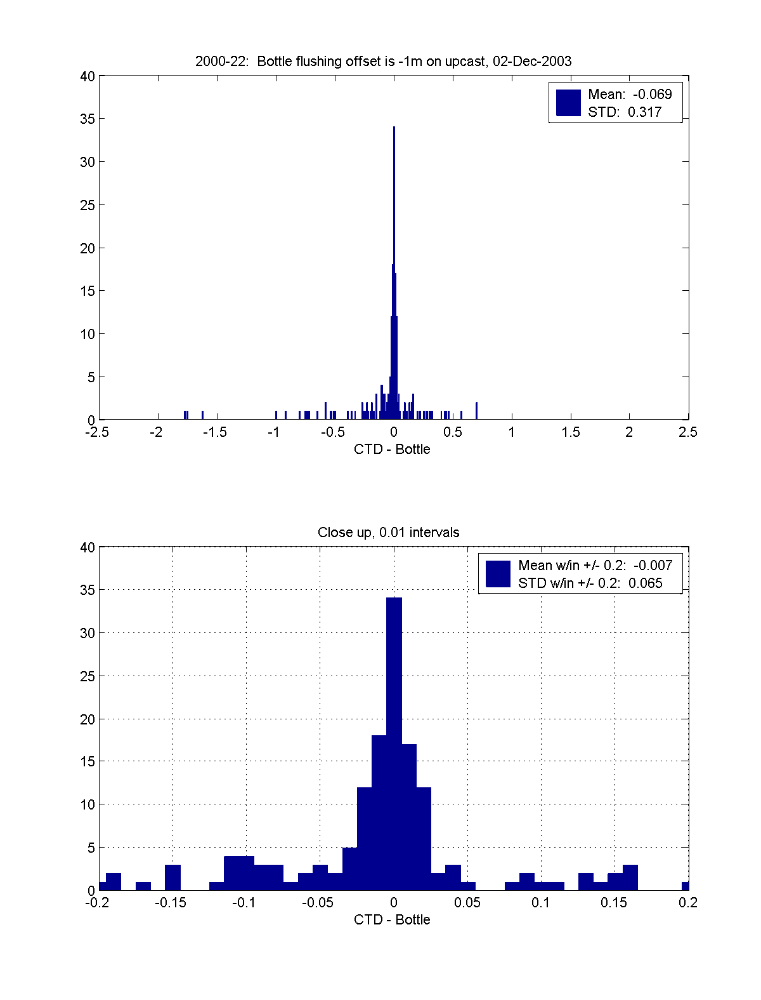 2000-22:  Bottle flushing offset is -1m on upcast, 02-Dec-2003
40
35
30
25
20
15
10
5
0
Mean:  -0.069
STD:  0.317
-2.5 -2 -1.5 -1 -0.5 0 0.5 1 1.5 2 2.5
CTD - Bottle
Close up, 0.01 intervals
40
35
30
25
20
15
10
5
0
Mean w/in +/- 0.2:  -0.007
STD w/in +/- 0.2:  0.065
-0.2 -0.15 -0.1 -0.05 0 0.05 0.1 0.15 0.2
CTD - Bottle